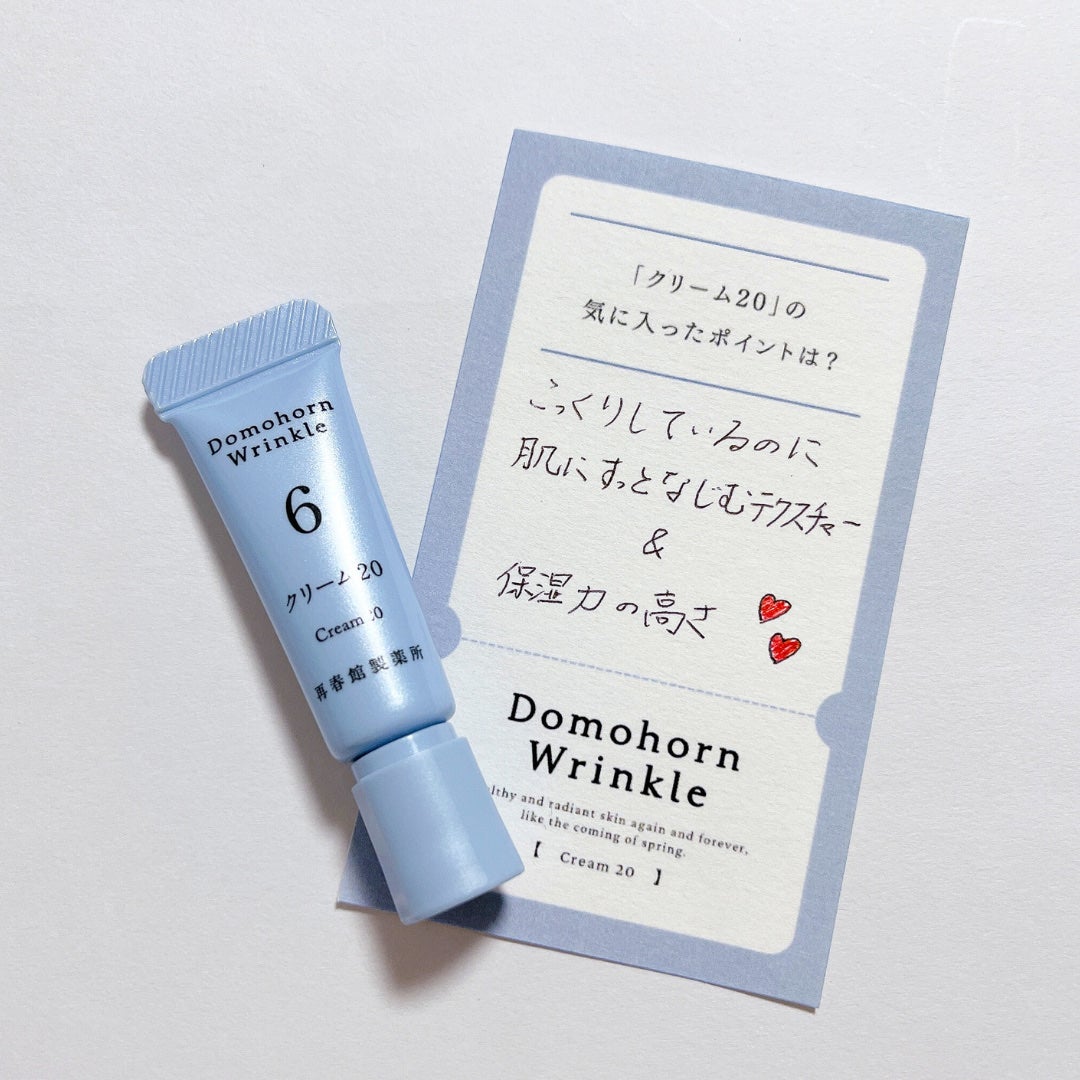 Domohorn
Wrinkle
6
クリーム20
Cream 20
再春館製薬所
「クリーム20」の
気に入ったポイントは？
こっくりしているのに
肌にすっとなじむテクスチャー
&
保湿力の高さ
Domohorn
Wrinkle
lthy and radiant skin again and forever,
like the coming of spring.
【 Cream 20 】